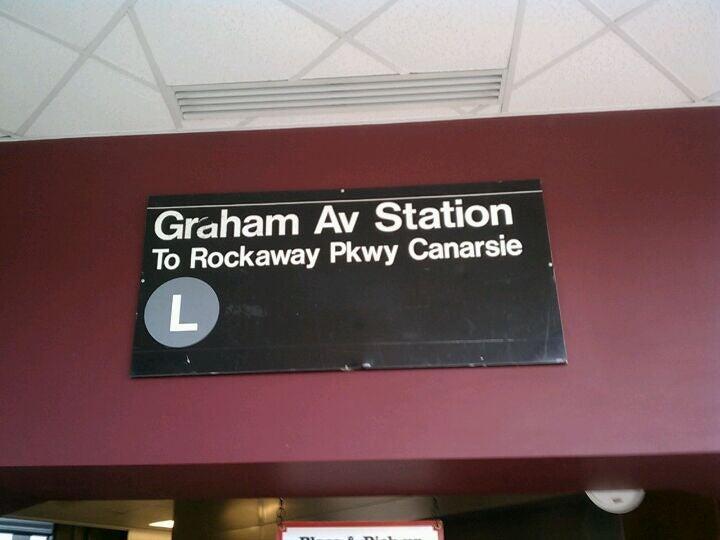 Graham Av Station
To Rockaway Pkwy Canarsie
L